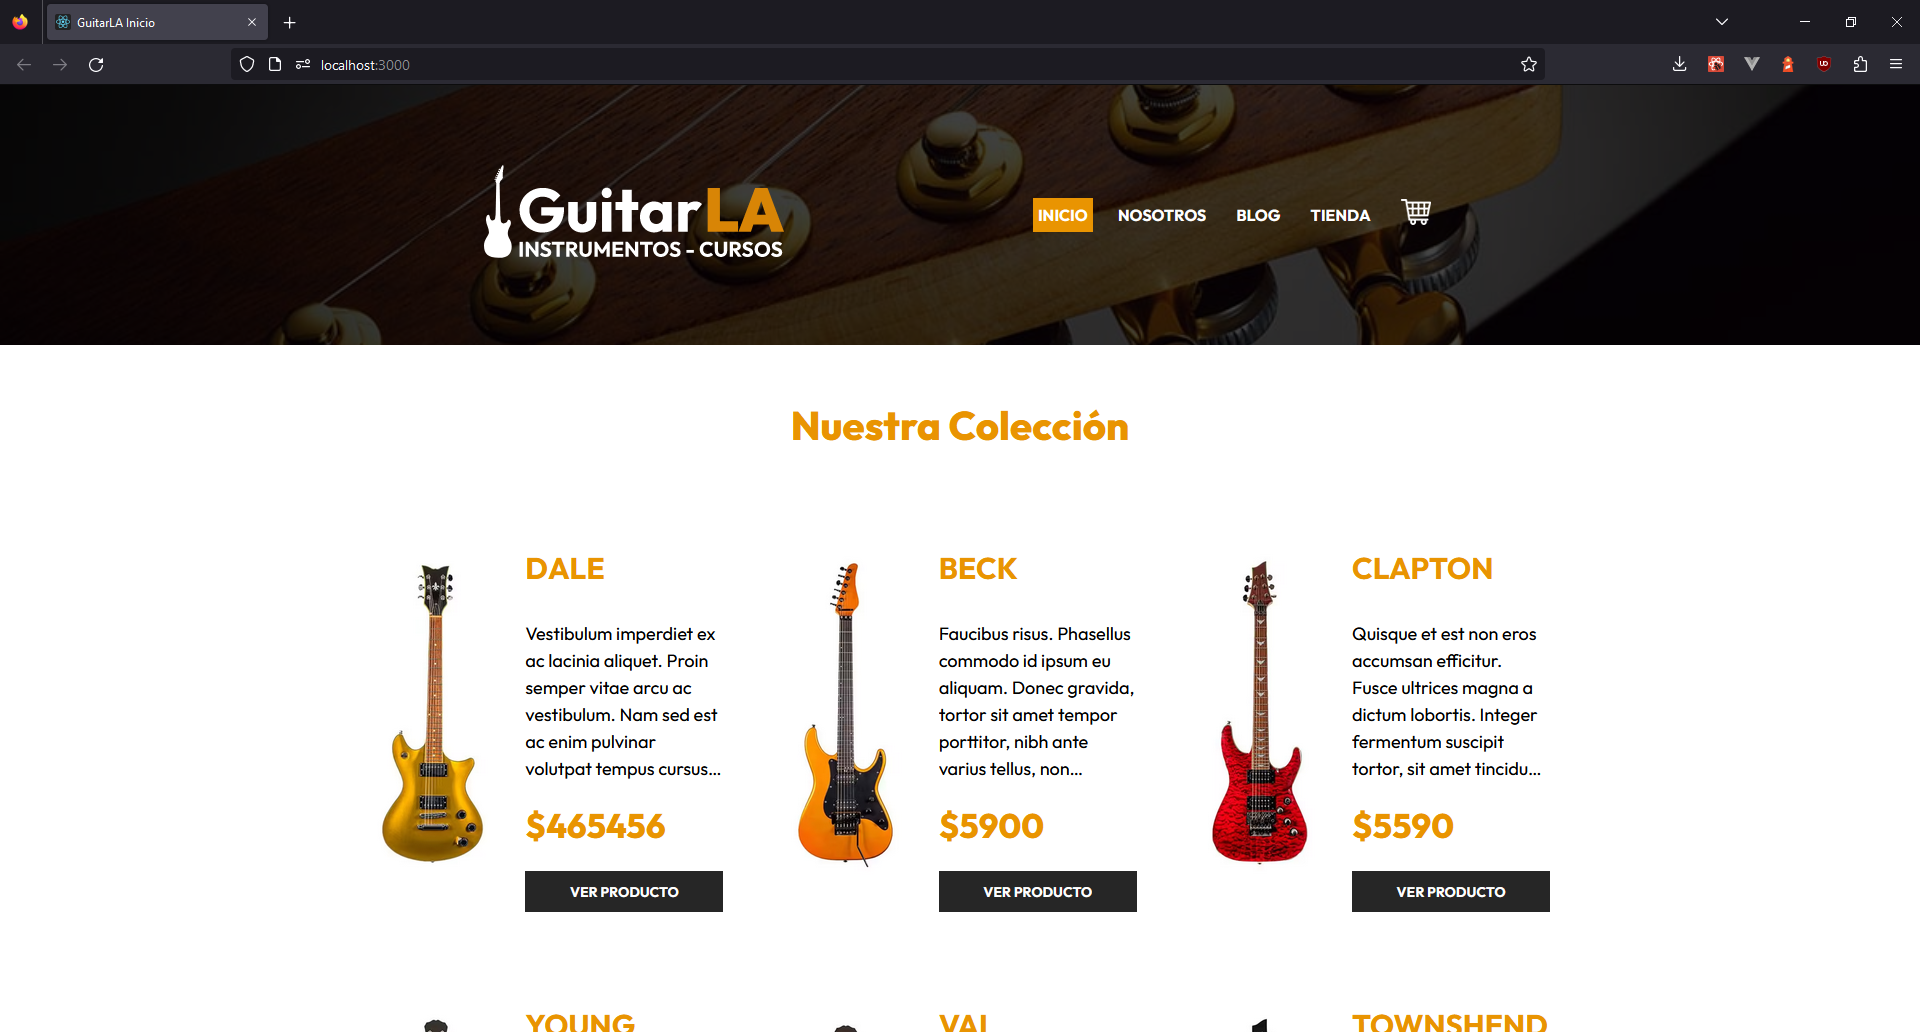 GuitarLA Inicio
localhost:3000
GuitarLA
INSTRUMENTOS - CURSOS
INICIO NOSOTROS BLOG TIENDA
Nuestra Colección
DALE
Vestibulum imperdiet ex
ac lacinia aliquet. Proin
semper vitae arcu ac
vestibulum. Nam sed est
ac enim pulvinar
volutpat tempus cursus...
$465456
VER PRODUCTO
BECK
Faucibus risus. Phasellus
commodo id ipsum eu
aliquam. Donec gravida,
tortor sit amet tempor
porttitor, nibh ante
varius tellus, non...
$5900
VER PRODUCTO
CLAPTON
Quisque et est non eros
accumsan efficitur.
Fusce ultrices magna a
dictum lobortis. Integer
fermentum suscipit
tortor, sit amet tincidu...
$5590
VER PRODUCTO
YOUNG
VAI
TOWNSHEND